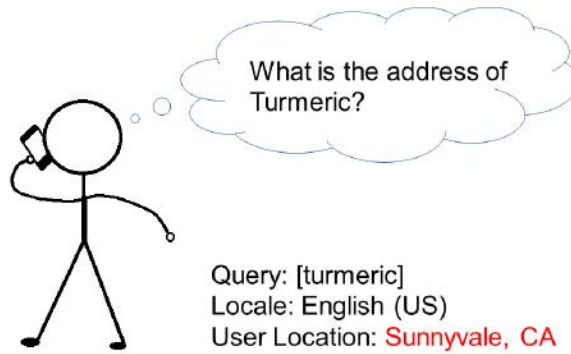 What is the address of
Turmeric?
Query: [turmeric]
Locale: English (US)
User Location: Sunnyvale, CA